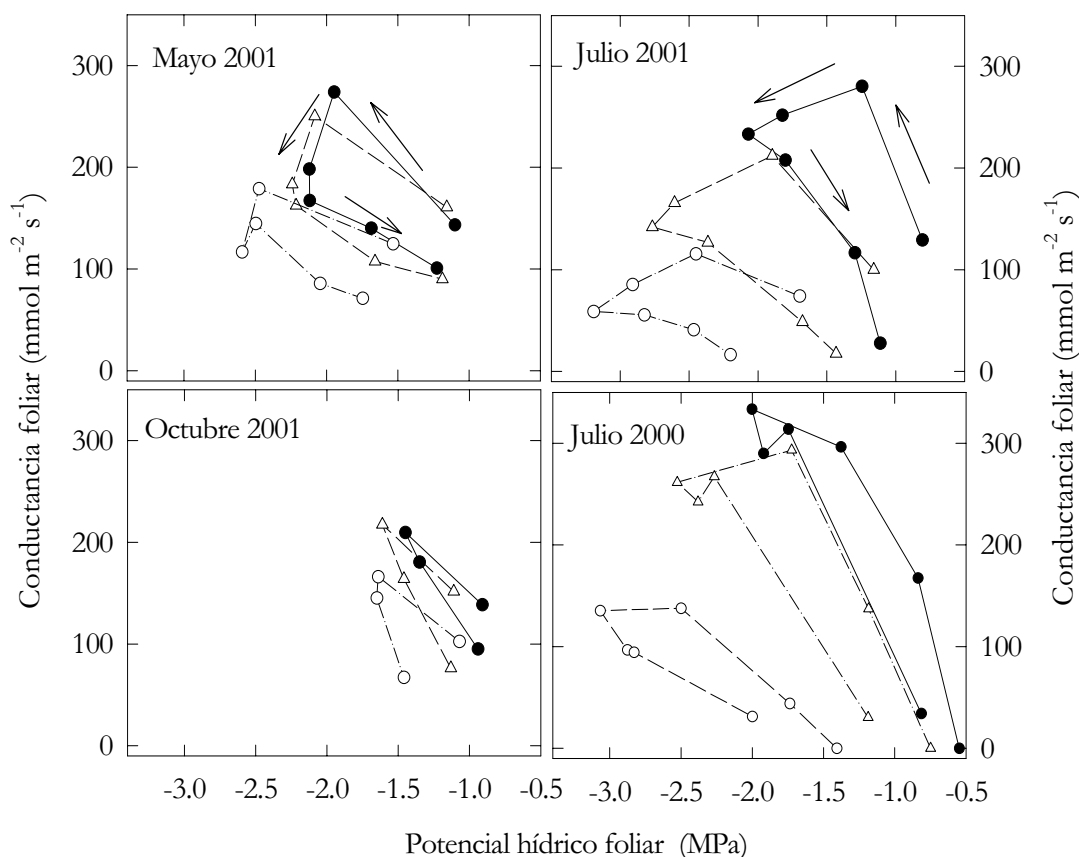 Mayo 2001
Julio 2001
300
200
100
0
300
200
100
0
Octubre 2001
Julio 2000
300
200
100
0
300
200
100
0
-3.0 -2.5 -2.0 -1.5 -1.0
-3.0 -2.5 -2.0 -1.5 -1.0 -0.5
Potencial hídrico foliar (MPa)
Conductancia foliar (mmol m⁻² s⁻¹)
Conductancia foliar (mmol m⁻² s⁻¹)